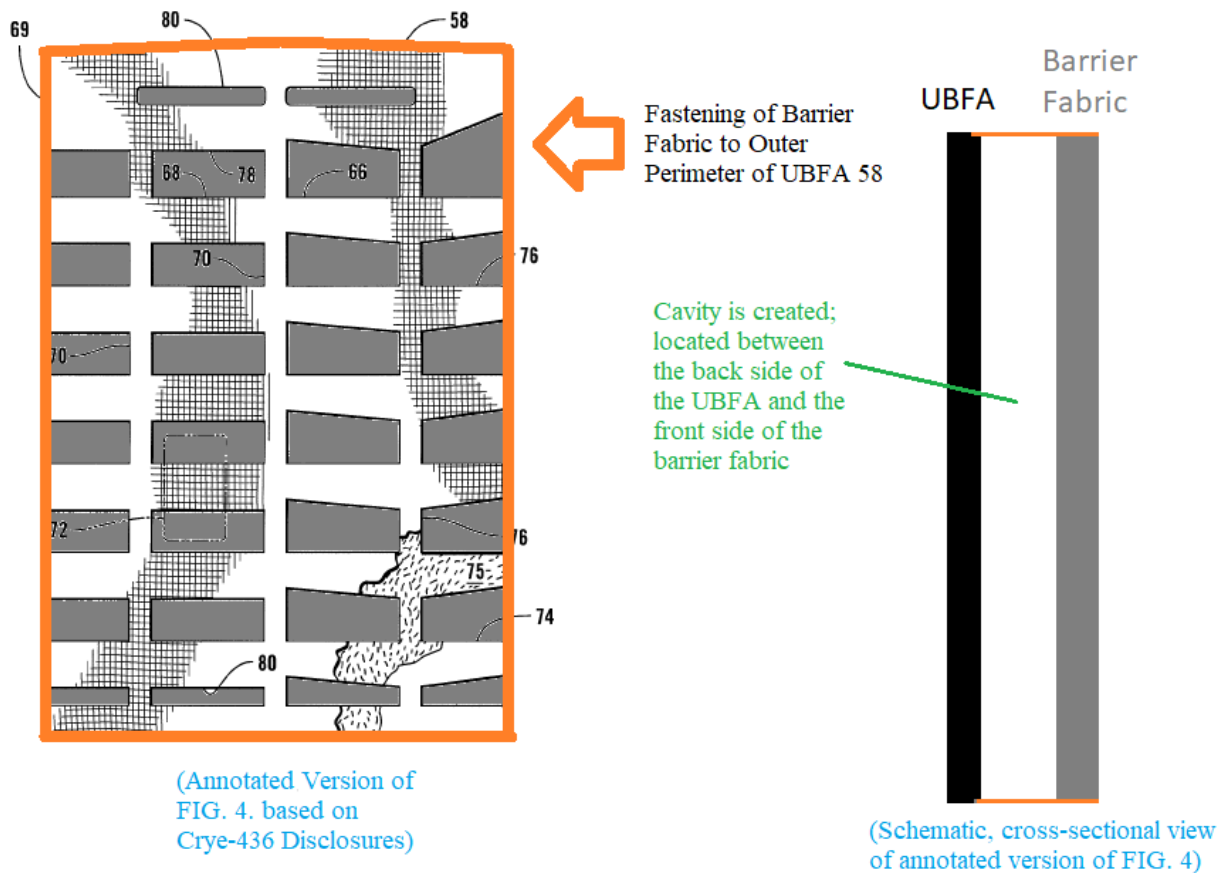 69
80
58
68
78
66
70
76
70
72
76
75
74
80
Fastening of Barrier
Fabric to Outer
Perimeter of UBFA 58
(Annotated Version of
FIG. 4. based on
Crye-436 Disclosures)
UBFA
Barrier
Fabric
Cavity is created;
located between
the back side of
the UBFA and the
front side of the
barrier fabric
(Schematic, cross-sectional view
of annotated version of FIG. 4)